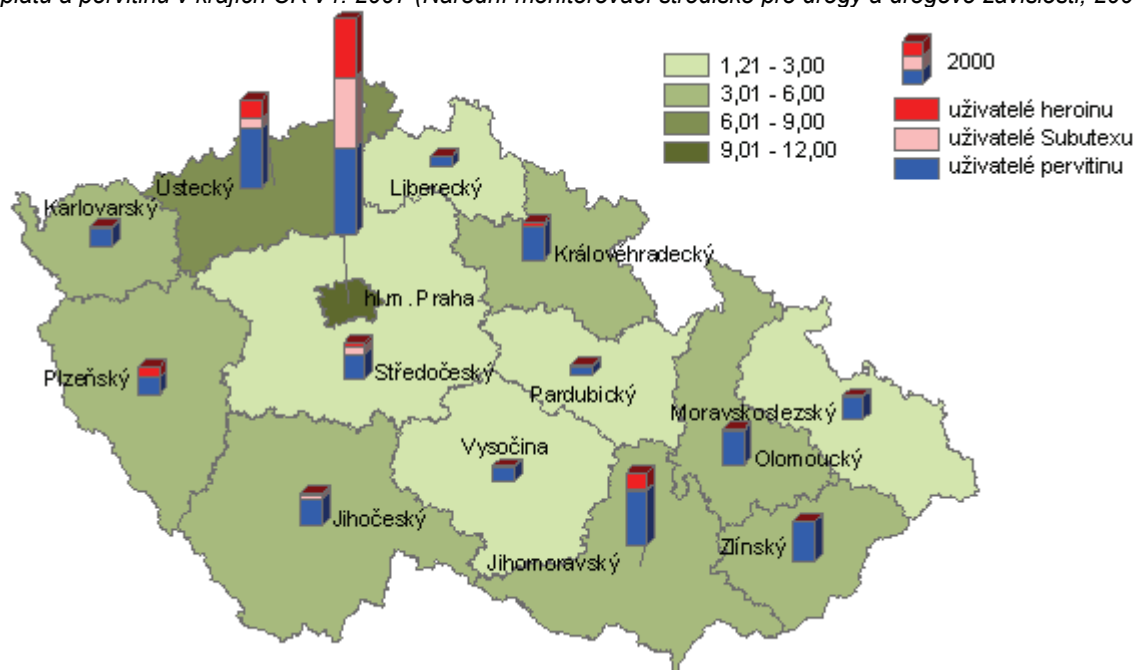 platů a pervitinu v krajích ČR v r. 2007 (Národní monitorovací středisko pro drogy a drogové závislosti, 200
1,21 - 3,00
3,01 - 6,00
6,01 - 9,00
9,01 - 12,00
2000
uživatelé heroinu
uživatelé Subutexu
uživatelé pervitinu
Ústecký
Liberecký
Karlovarský
Královéhradecký
hl.m. Praha
Plzeňský
Středočeský
Pardubický
Moravskoslezský
Vysočina
Olomoucký
Jihočeský
Jihomoravský
Zlínský